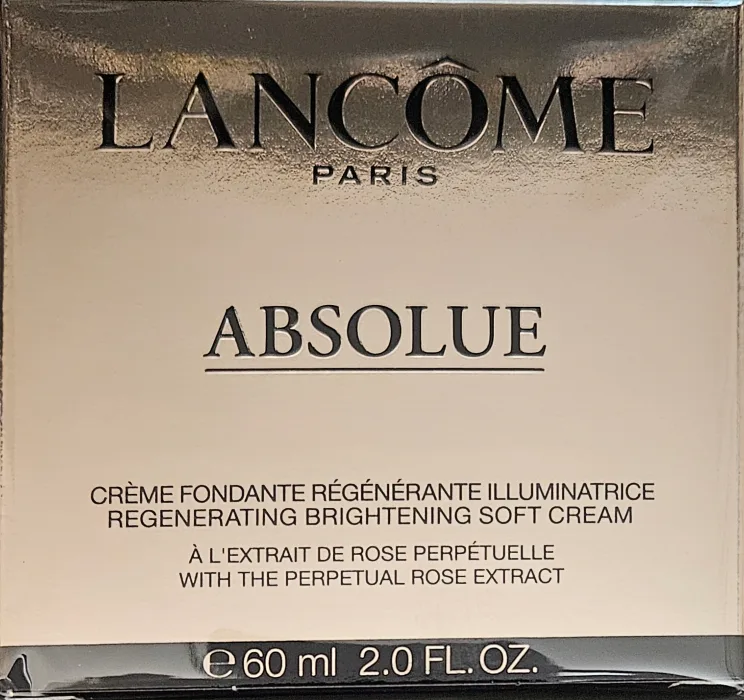 LANCÔME
PARIS
ABSOLUE
CRÈME FONDANTE RÉGÉNÉRANTE ILLUMINATRICE
REGENERATING BRIGHTENING SOFT CREAM
À L'EXTRAIT DE ROSE PERPÉTUELLE
WITH THE PERPETUAL ROSE EXTRACT
℮ 60 ml 2.0 FL. OZ.